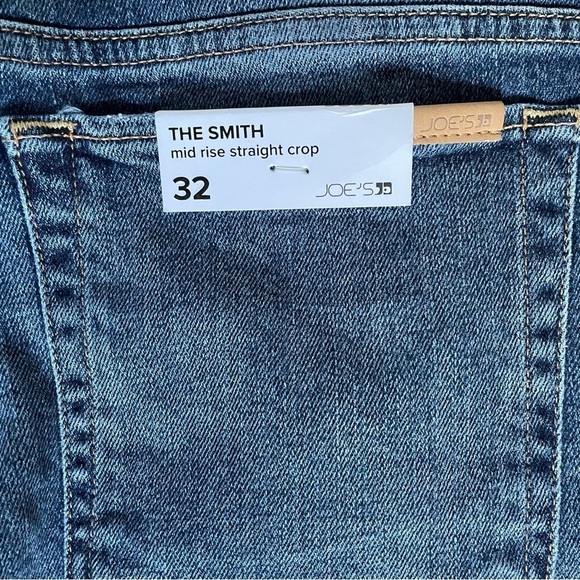 JOE'S
THE SMITH
mid rise straight crop
32
JOE'S